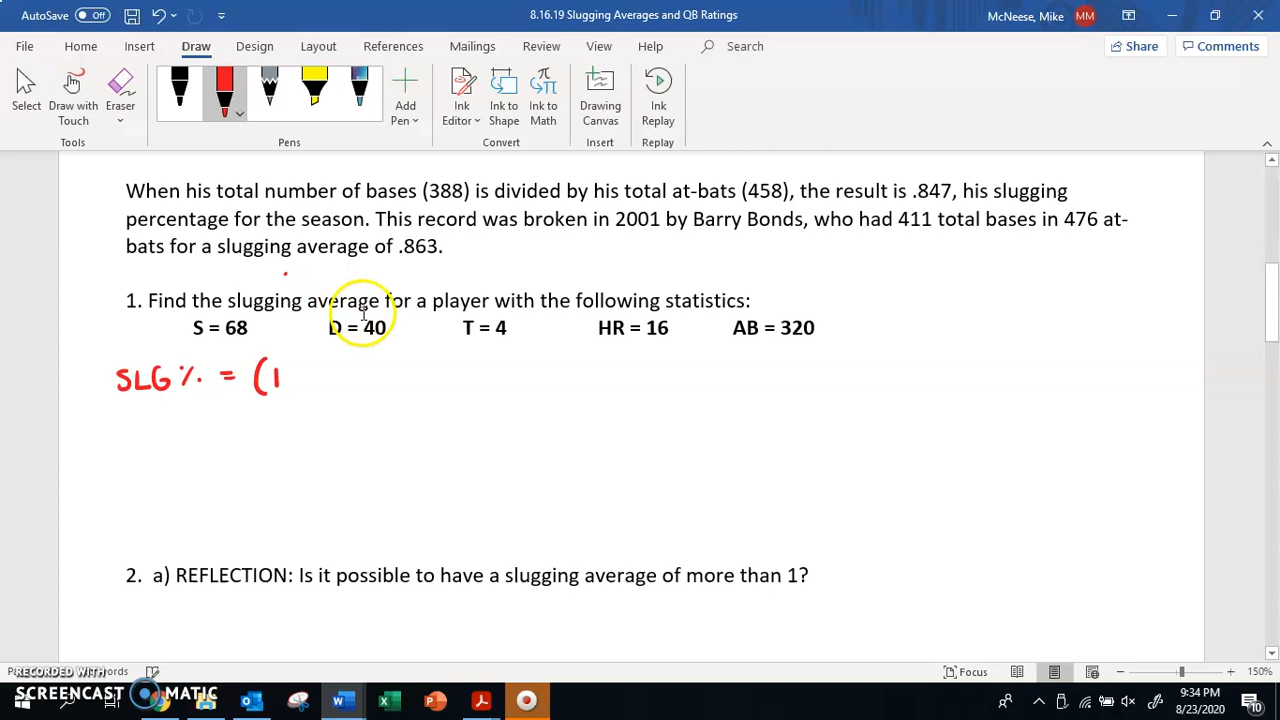 AutoSave Off
8.16.19 Slugging Averages and QB Ratings
McNeese, Mike MM
File Home Insert Draw Design Layout References Mailings Review View Help Search Share Comments
Select
Draw with Touch
Eraser
Add Pen
Ink Editor
Ink to Shape
Ink to Math
Drawing Canvas
Ink Replay
Tools Pens Convert Insert Replay
When his total number of bases (388) is divided by his total at-bats (458), the result is .847, his slugging
percentage for the season. This record was broken in 2001 by Barry Bonds, who had 411 total bases in 476 at-
bats for a slugging average of .863.
1. Find the slugging average for a player with the following statistics:
S = 68 D = 40 T = 4 HR = 16 AB = 320
SLG % = (1
2. a) REFLECTION: Is it possible to have a slugging average of more than 1?
Focus 150%
RECORDED WITH
SCREENCAST MATIC
9:34 PM
8/23/2020
10